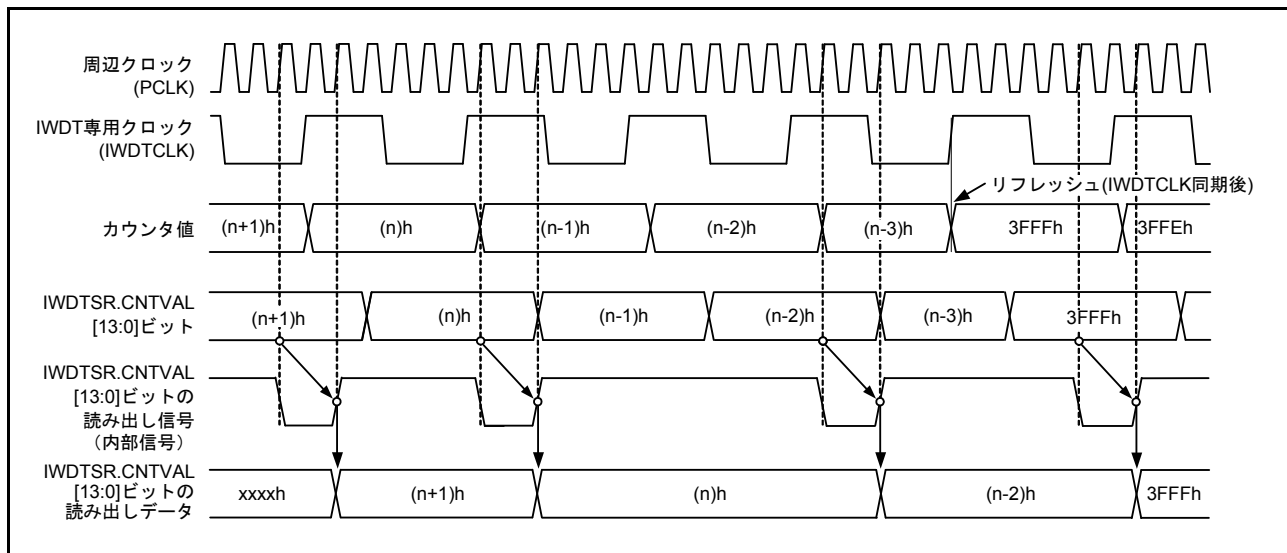 周辺クロック
(PCLK)
IWDT専用クロック
(IWDTCLK)
リフレッシュ(IWDTCLK同期後)
カウンタ値
(n+1)h
(n)h
(n-1)h
(n-2)h
(n-3)h
3FFFh
3FFEh
IWDTSR.CNTVAL
[13:0]ビット
(n+1)h
(n)h
(n-1)h
(n-2)h
(n-3)h
3FFFh
IWDTSR.CNTVAL
[13:0]ビットの
読み出し信号
(内部信号)
IWDTSR.CNTVAL
[13:0]ビットの
読み出しデータ
xxxxh
(n+1)h
(n)h
(n-2)h
3FFFh